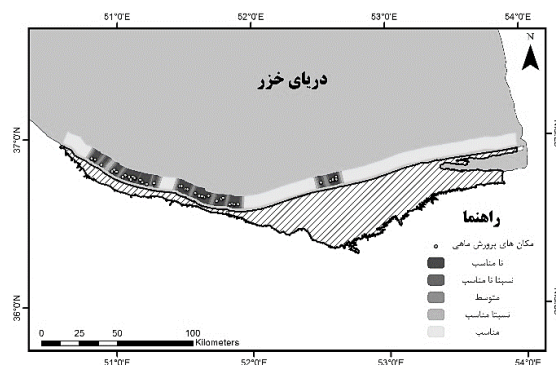 51°0'E 52°0'E 53°0'E 54°0'E
N
دریای خزر
37°0'N
راهنما
مکان های پرورش ماهی
نا مناسب
نسبتا نا مناسب
متوسط
نسبتا مناسب
مناسب
36°0'N
0 25 50 100
Kilometers
51°0'E 52°0'E 53°0'E 54°0'E